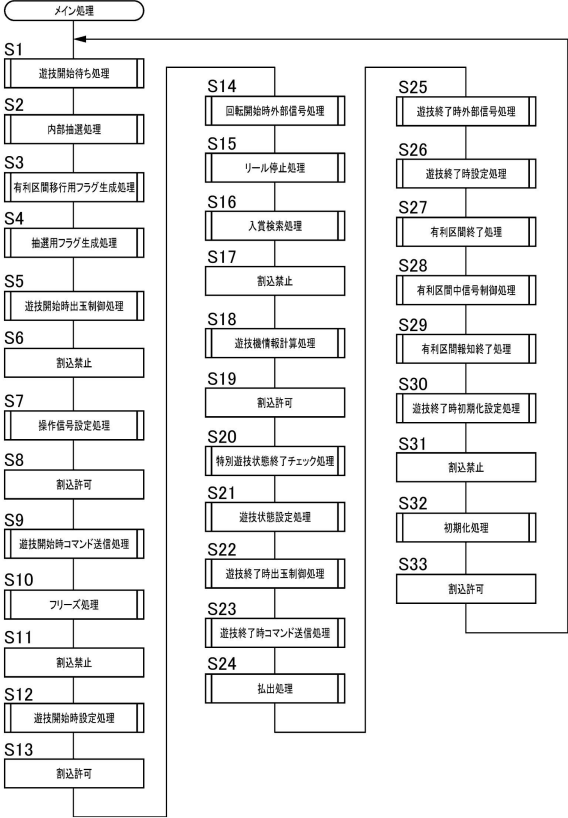 メイン処理
S1
遊技開始待ち処理
S2
内部抽選処理
S3
有利区間移行用フラグ生成処理
S4
抽選用フラグ生成処理
S5
遊技開始時出玉制御処理
S6
割込禁止
S7
操作信号設定処理
S8
割込許可
S9
遊技開始時コマンド送信処理
S10
フリーズ処理
S11
割込禁止
S12
遊技開始時設定処理
S13
割込許可
S14
回転開始時外部信号処理
S15
リール停止処理
S16
入賞検索処理
S17
割込禁止
S18
遊技機情報計算処理
S19
割込許可
S20
特別遊技状態終了チェック処理
S21
遊技状態設定処理
S22
遊技終了時出玉制御処理
S23
遊技終了時コマンド送信処理
S24
払出処理
S25
遊技終了時外部信号処理
S26
遊技終了時設定処理
S27
有利区間終了処理
S28
有利区間中信号制御処理
S29
有利区間報知終了処理
S30
遊技終了時初期化設定処理
S31
割込禁止
S32
初期化処理
S33
割込許可